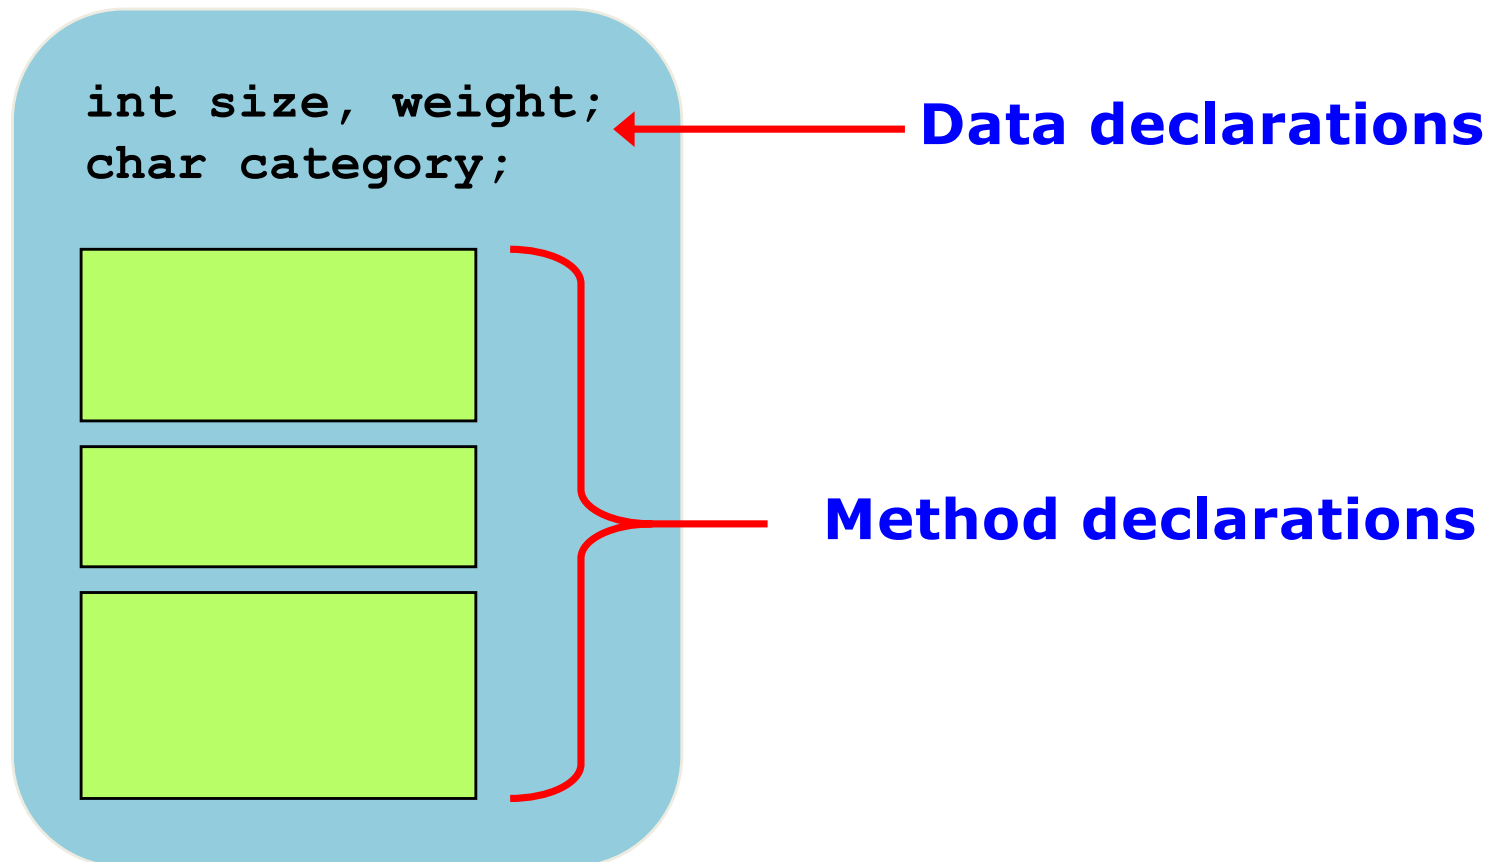 int size, weight;
char category;
Data declarations
Method declarations